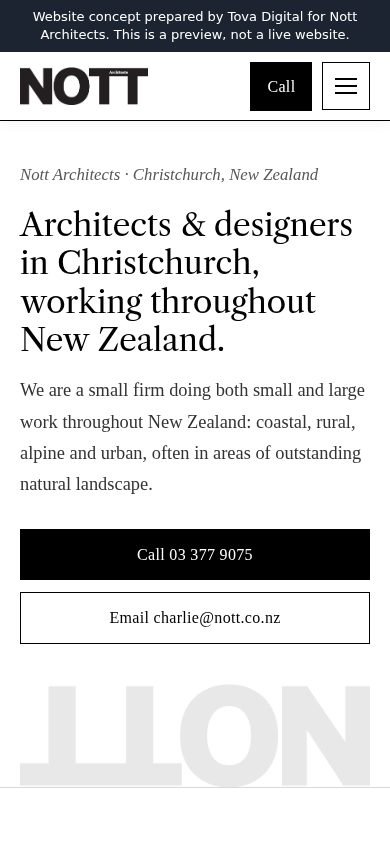 Website concept prepared by Tova Digital for Nott
Architects. This is a preview, not a live website.
NOTT Architects
Call
Nott Architects · Christchurch, New Zealand
Architects & designers
in Christchurch,
working throughout
New Zealand.
We are a small firm doing both small and large
work throughout New Zealand: coastal, rural,
alpine and urban, often in areas of outstanding
natural landscape.
Call 03 377 9075
Email charlie@nott.co.nz
NOTT